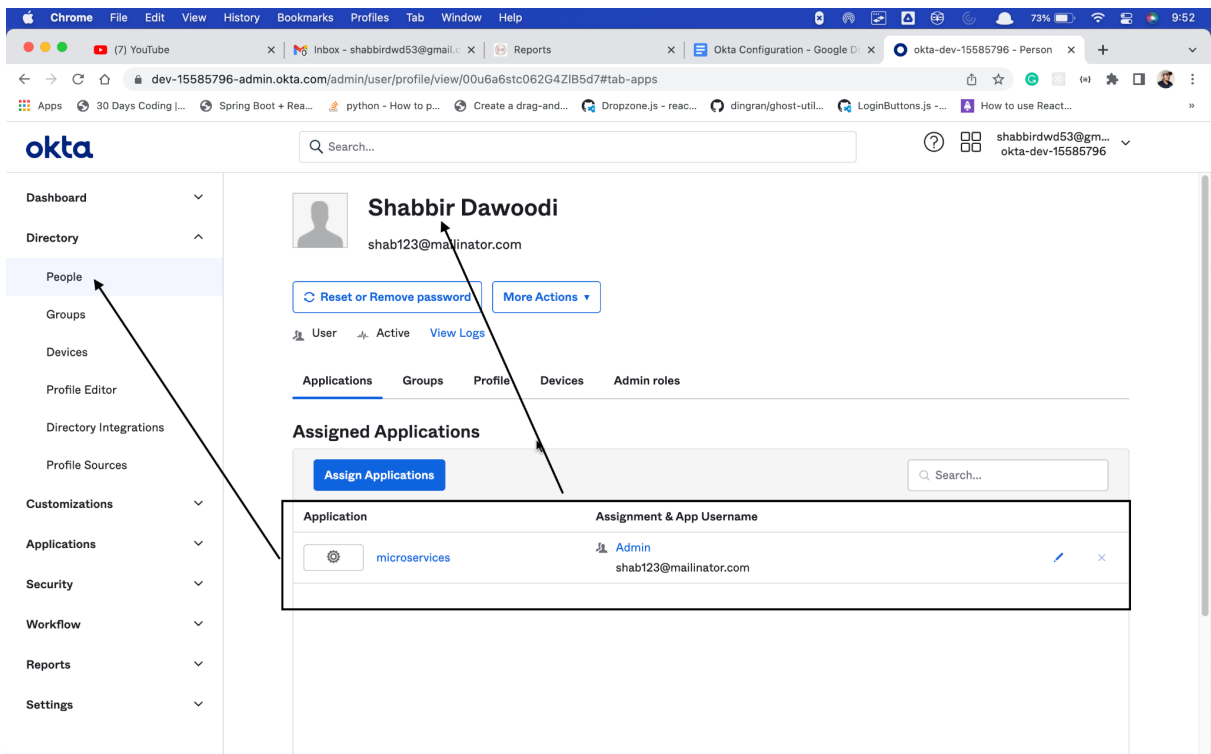 Chrome File Edit View History Bookmarks Profiles Tab Window Help 73% 9:52
(7) YouTube
Inbox - shabbirdwd53@gmail.c
Reports
Okta Configuration - Google D
okta-dev-15585796 - Person
dev-15585796-admin.okta.com/admin/user/profile/view/00u6a6stc062G4ZlB5d7#tab-apps
Apps 30 Days Coding |... Spring Boot + Rea... python - How to p... Create a drag-and... Dropzone.js - reac... dingran/ghost-util... LoginButtons.js -... How to use React... »
okta
Search...
shabbirdwd53@gm...
okta-dev-15585796
Dashboard
Directory
People
Groups
Devices
Profile Editor
Directory Integrations
Profile Sources
Customizations
Applications
Security
Workflow
Reports
Settings
Shabbir Dawoodi
shab123@mailinator.com
Reset or Remove password
More Actions
User Active View Logs
Applications Groups Profile Devices Admin roles
Assigned Applications
Assign Applications
Search...
Application Assignment & App Username
microservices Admin
shab123@mailinator.com